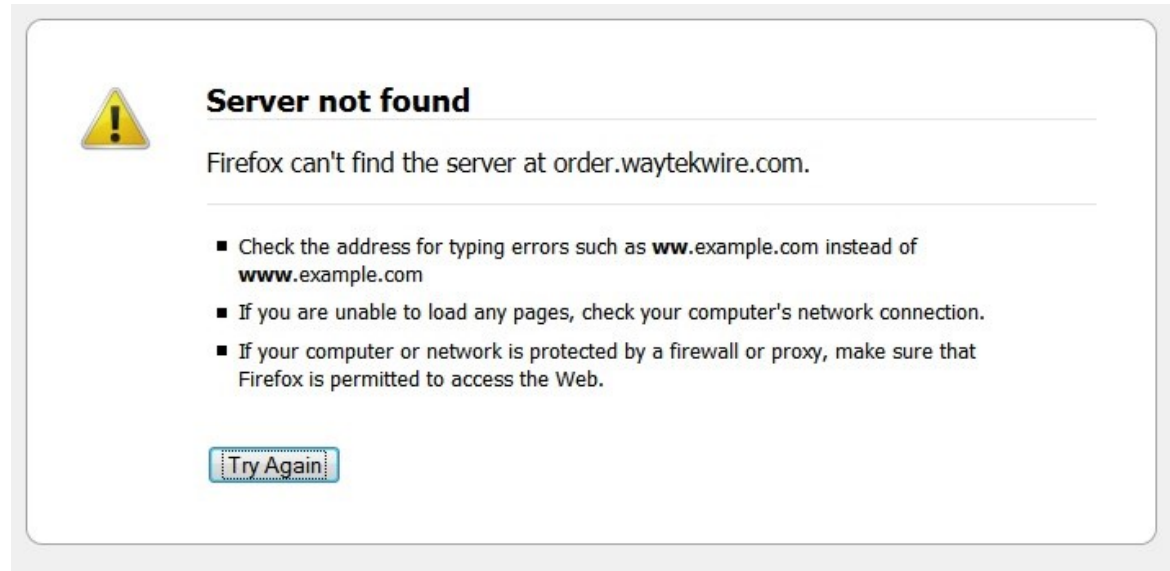 Server not found
Firefox can't find the server at order.waytekwire.com.
■ Check the address for typing errors such as ww.example.com instead of
www.example.com
■ If you are unable to load any pages, check your computer's network connection.
■ If your computer or network is protected by a firewall or proxy, make sure that
Firefox is permitted to access the Web.
Try Again